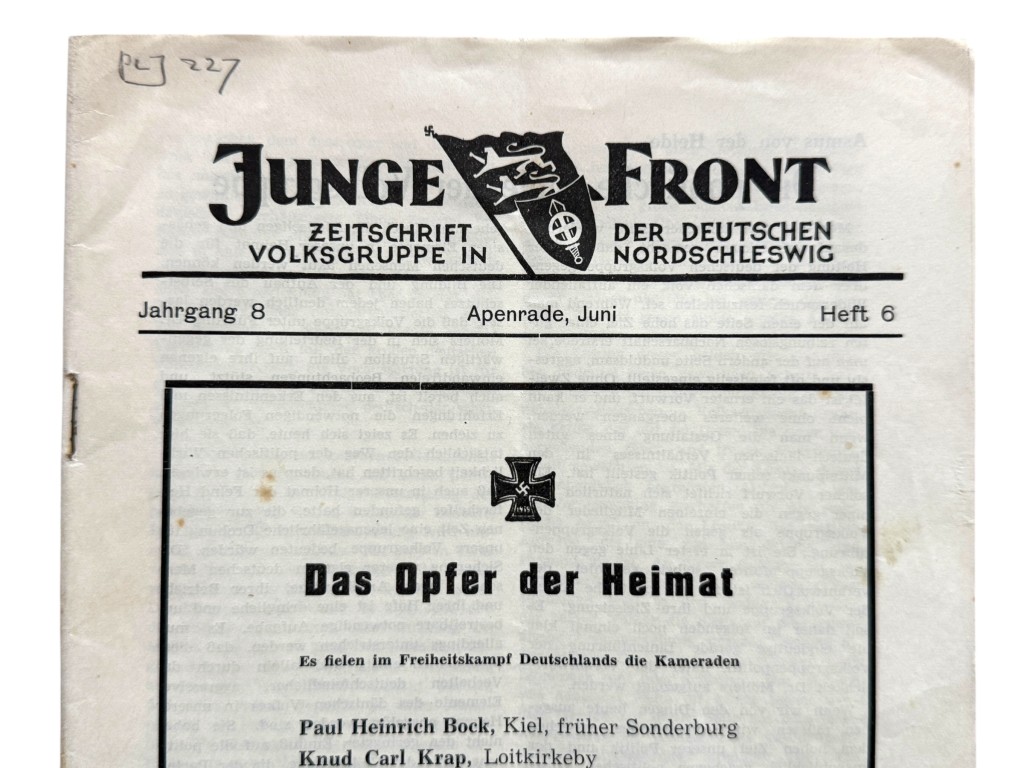 227
JUNGE FRONT
ZEITSCHRIFT DER DEUTSCHEN
VOLKSGRUPPE IN NORDSCHLESWIG
Jahrgang 8 Apenrade, Juni Heft 6
Das Opfer der Heimat
Es fielen im Freiheitskampf Deutschlands die Kameraden
Paul Heinrich Bock, Kiel, früher Sonderburg
Knud Carl Krap, Loitkirkeby